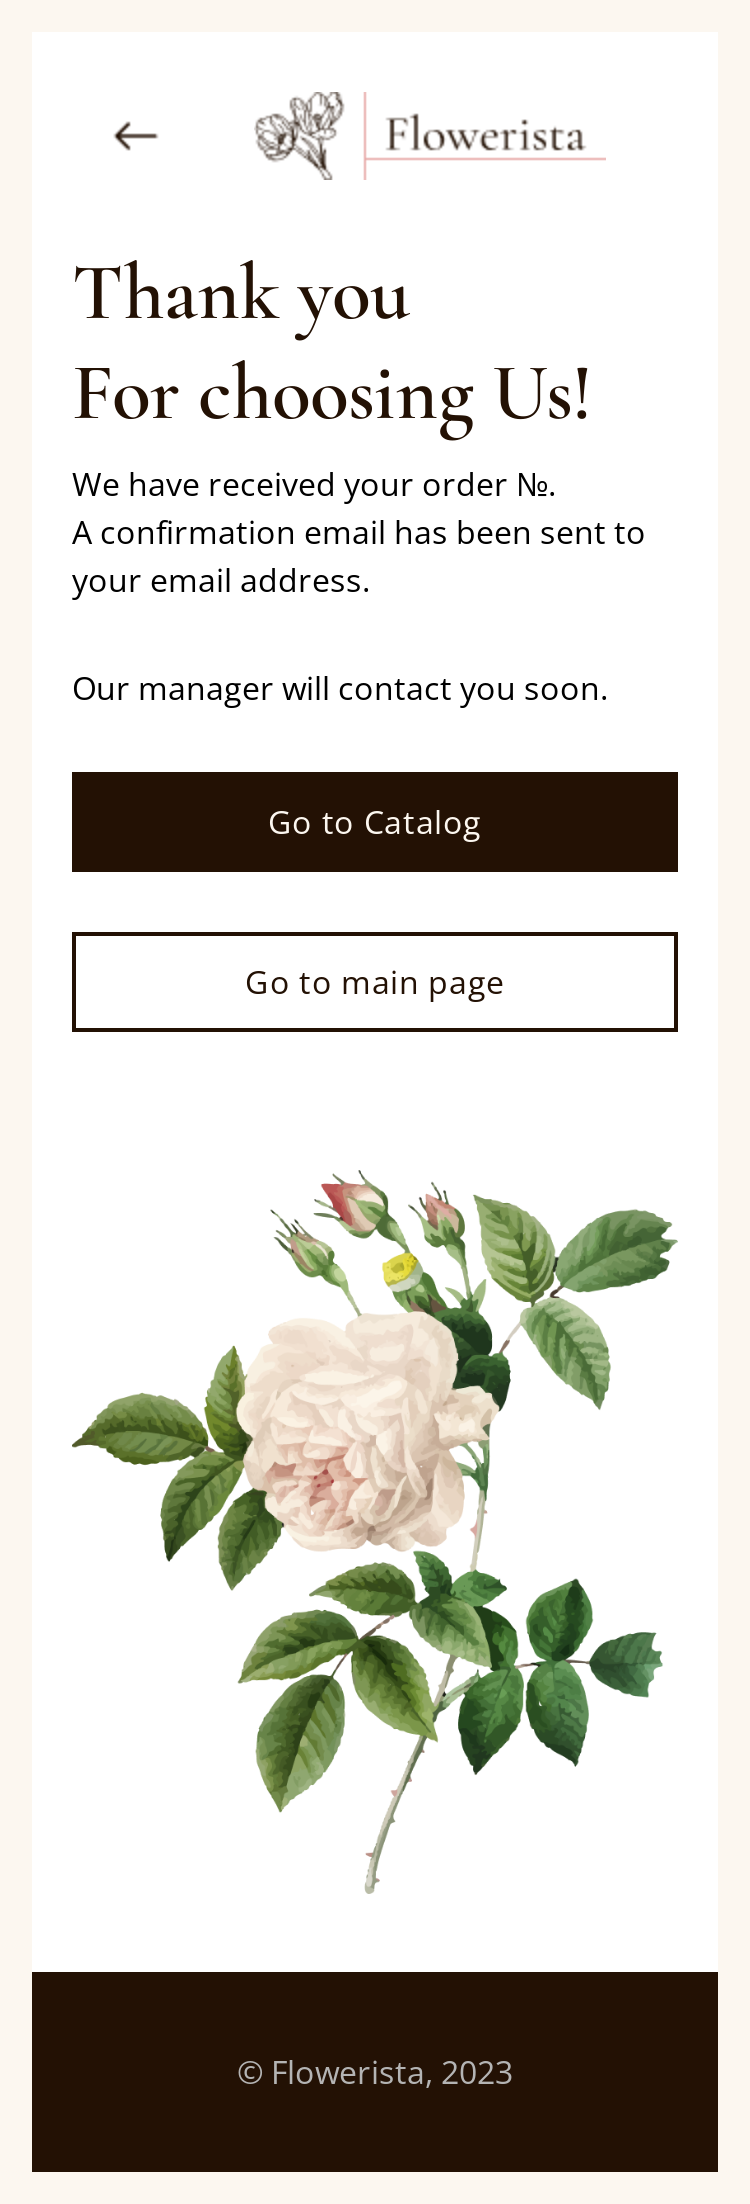 Flowerista
Thank you
For choosing Us!
We have received your order №.
A confirmation email has been sent to
your email address.
Our manager will contact you soon.
Go to Catalog
Go to main page
© Flowerista, 2023